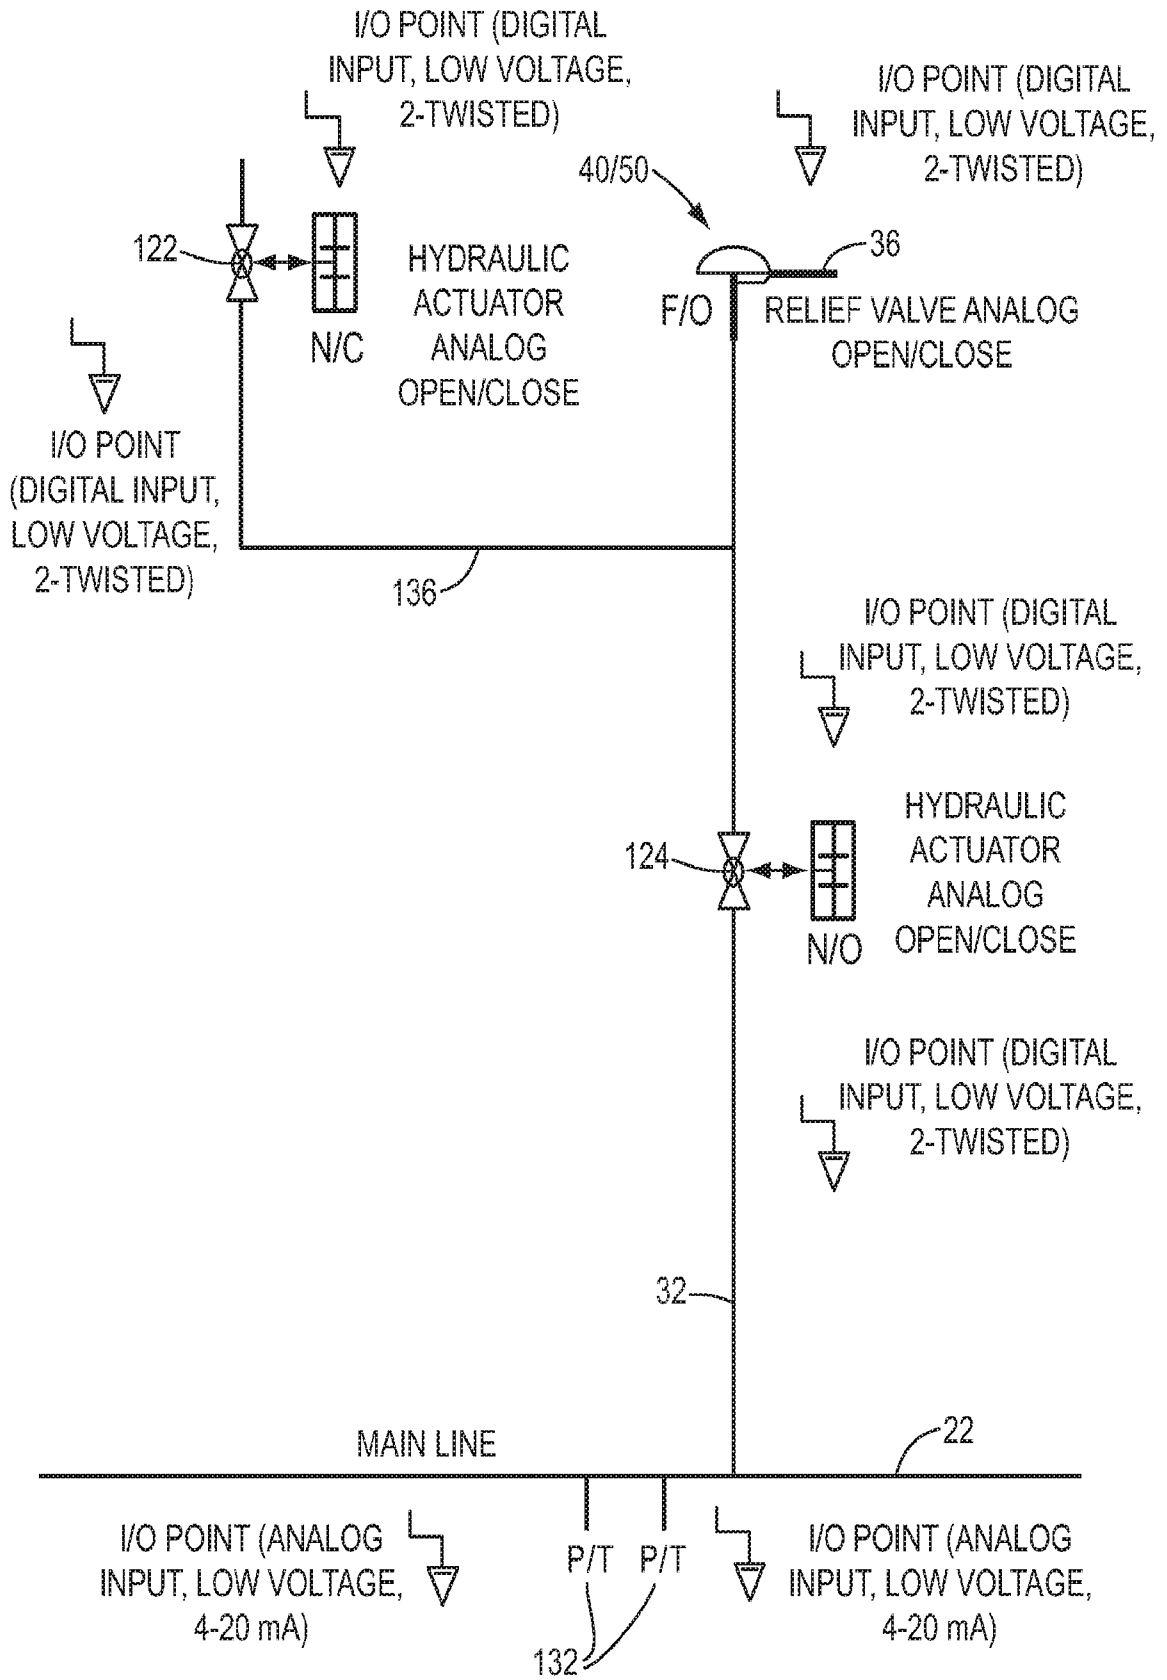 I/O POINT (DIGITAL
INPUT, LOW VOLTAGE,
2-TWISTED)
I/O POINT (DIGITAL
INPUT, LOW VOLTAGE,
2-TWISTED)
40/50
122
36
HYDRAULIC
ACTUATOR
ANALOG
OPEN/CLOSE
N/C
F/O
RELIEF VALVE ANALOG
OPEN/CLOSE
I/O POINT
(DIGITAL INPUT,
LOW VOLTAGE,
2-TWISTED)
136
I/O POINT (DIGITAL
INPUT, LOW VOLTAGE,
2-TWISTED)
124
HYDRAULIC
ACTUATOR
ANALOG
OPEN/CLOSE
N/O
I/O POINT (DIGITAL
INPUT, LOW VOLTAGE,
2-TWISTED)
32
MAIN LINE
22
I/O POINT (ANALOG
INPUT, LOW VOLTAGE,
4-20 mA)
P/T P/T
I/O POINT (ANALOG
INPUT, LOW VOLTAGE,
4-20 mA)
132